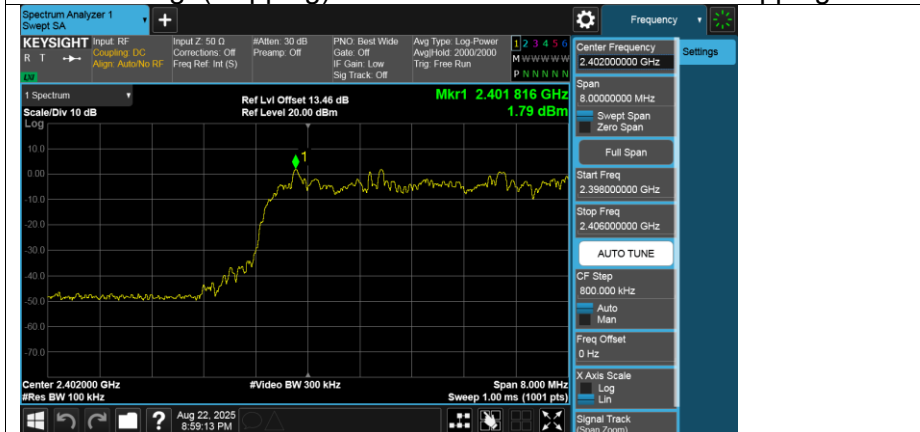 Spectrum Analyzer 1
Swept SA
+
Frequency
KEYSIGHT
R T
LU
Input: RF
Coupling: DC
Align: Auto/No RF
Input Z: 50 Ω
Corrections: Off
Freq Ref: Int (S)
#Atten: 30 dB
Preamp: Off
PNO: Best Wide
Gate: Off
IF Gain: Low
Sig Track: Off
Avg Type: Log-Power
Avg|Hold: 2000/2000
Trig: Free Run
1 2 3 4 5 6
M W W W W W
P N N N N N
1 Spectrum
Scale/Div 10 dB
Log
Ref Lvl Offset 13.46 dB
Ref Level 20.00 dBm
Mkr1 2.401 816 GHz
1.79 dBm
1
10.0
0.00
-10.0
-20.0
-30.0
-40.0
-50.0
-60.0
-70.0
Center 2.402000 GHz
#Res BW 100 kHz
#Video BW 300 kHz
Span 8.000 MHz
Sweep 1.00 ms (1001 pts)
Aug 22, 2025
8:59:13 PM
?
Center Frequency
2.402000000 GHz
Settings
Span
8.00000000 MHz
Swept Span
Zero Span
Full Span
Start Freq
2.398000000 GHz
Stop Freq
2.406000000 GHz
AUTO TUNE
CF Step
800.000 kHz
Auto
Man
Freq Offset
0 Hz
X Axis Scale
Log
Lin
Signal Track
(Span Zoom)